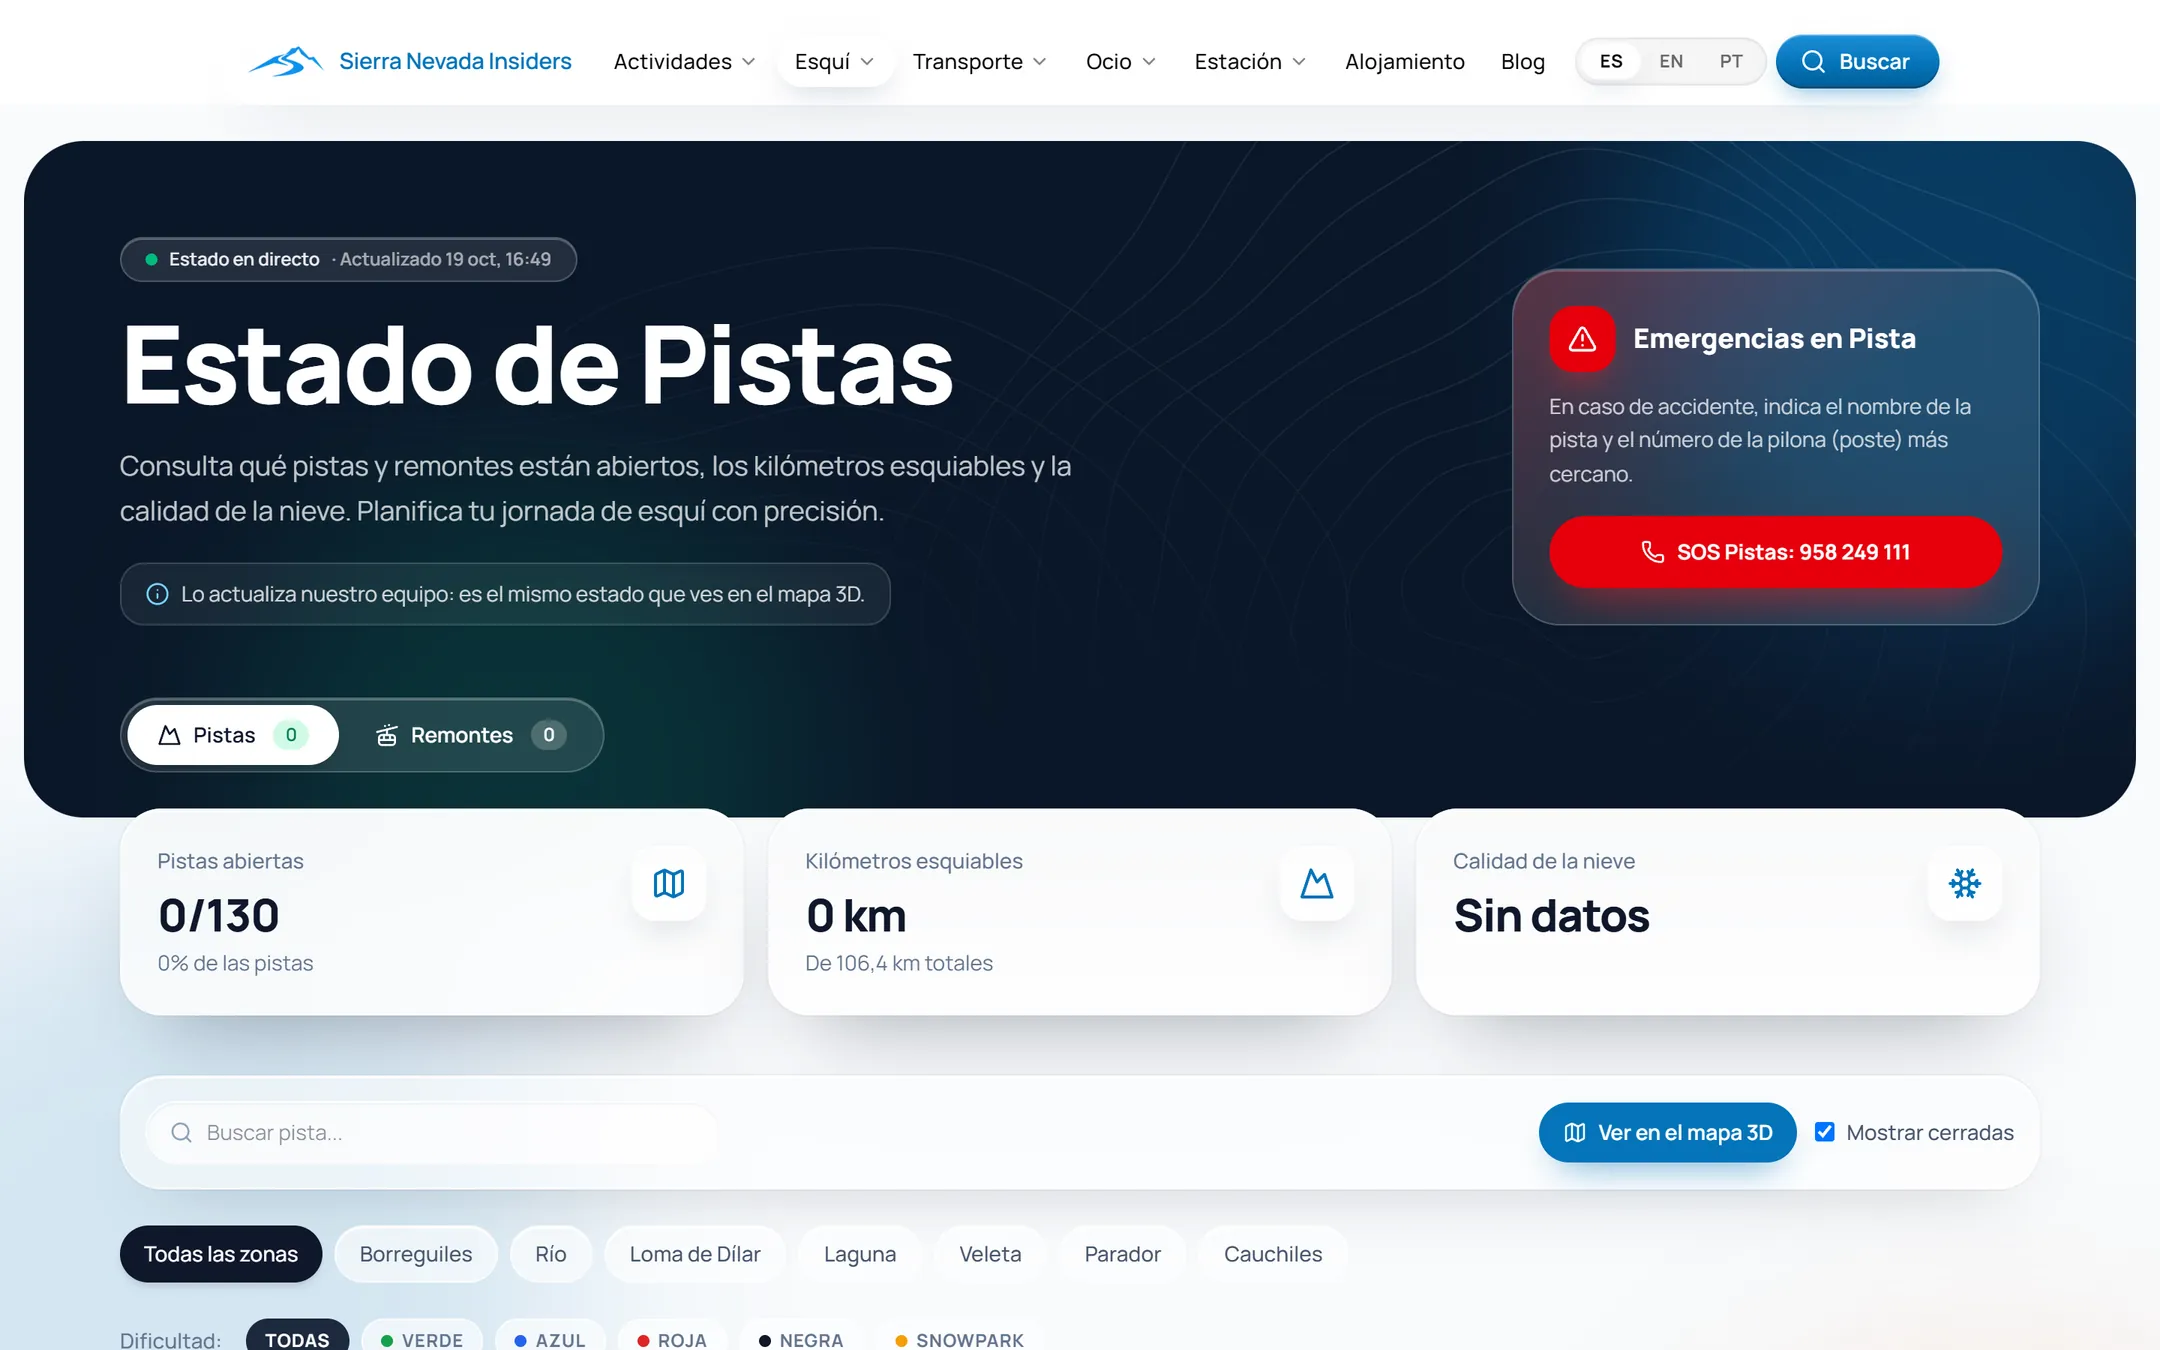 Sierra Nevada Insiders
Actividades
Esquí
Transporte
Ocio
Estación
Alojamiento
Blog
ES
EN
PT
Buscar
Estado en directo · Actualizado 19 oct, 16:49
Estado de Pistas
Consulta qué pistas y remontes están abiertos, los kilómetros esquiables y la
calidad de la nieve. Planifica tu jornada de esquí con precisión.
Lo actualiza nuestro equipo: es el mismo estado que ves en el mapa 3D.
Emergencias en Pista
En caso de accidente, indica el nombre de la
pista y el número de la pilona (poste) más
cercano.
SOS Pistas: 958 249 111
Pistas 0
Remontes 0
Pistas abiertas
0/130
0% de las pistas
Kilómetros esquiables
0 km
De 106,4 km totales
Calidad de la nieve
Sin datos
Buscar pista...
Ver en el mapa 3D
Mostrar cerradas
Todas las zonas
Borreguiles
Río
Loma de Dílar
Laguna
Veleta
Parador
Cauchiles
Dificultad:
TODAS
VERDE
AZUL
ROJA
NEGRA
SNOWPARK